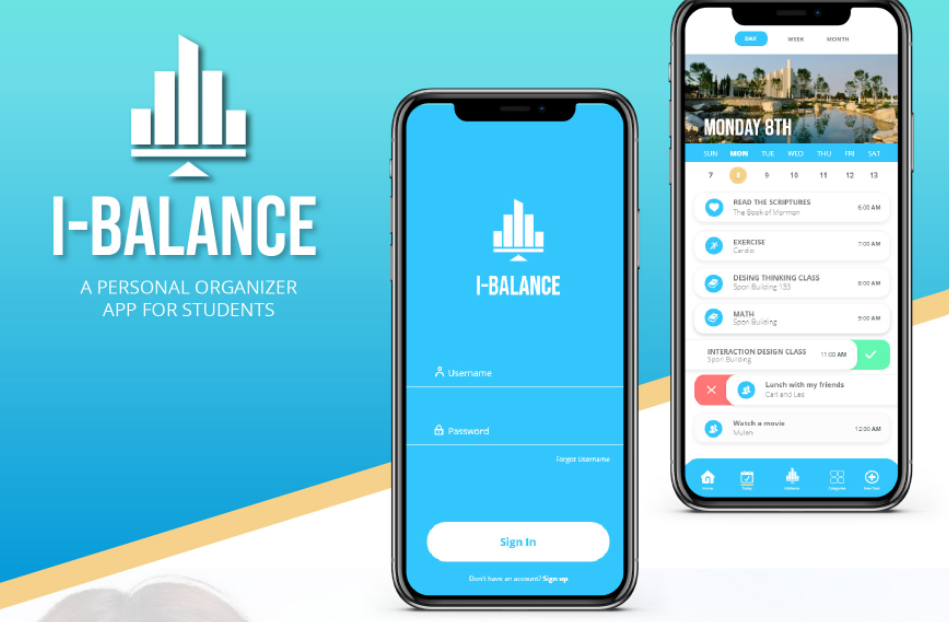 I-BALANCE
A PERSONAL ORGANIZER
APP FOR STUDENTS
I-BALANCE
Username
Password
Forgot Username
Sign In
Don't have an account? Sign up
DAY WEEK MONTH
MONDAY 8TH
SUN MON TUE WED THU FRI SAT
7 8 9 10 11 12 13
READ THE SCRIPTURES
The Book of Mormon
6:00 AM
EXERCISE
Cardio
7:00 AM
DESING THINKING CLASS
Spori Building 133
8:00 AM
MATH
Spori Building
9:00 AM
INTERACTION DESIGN CLASS
Spori Building
11:00 AM
Lunch with my friends
Carl and Les
Watch a movie
Mulan
12:00 AM
Home Today I-Balance Categories New Task